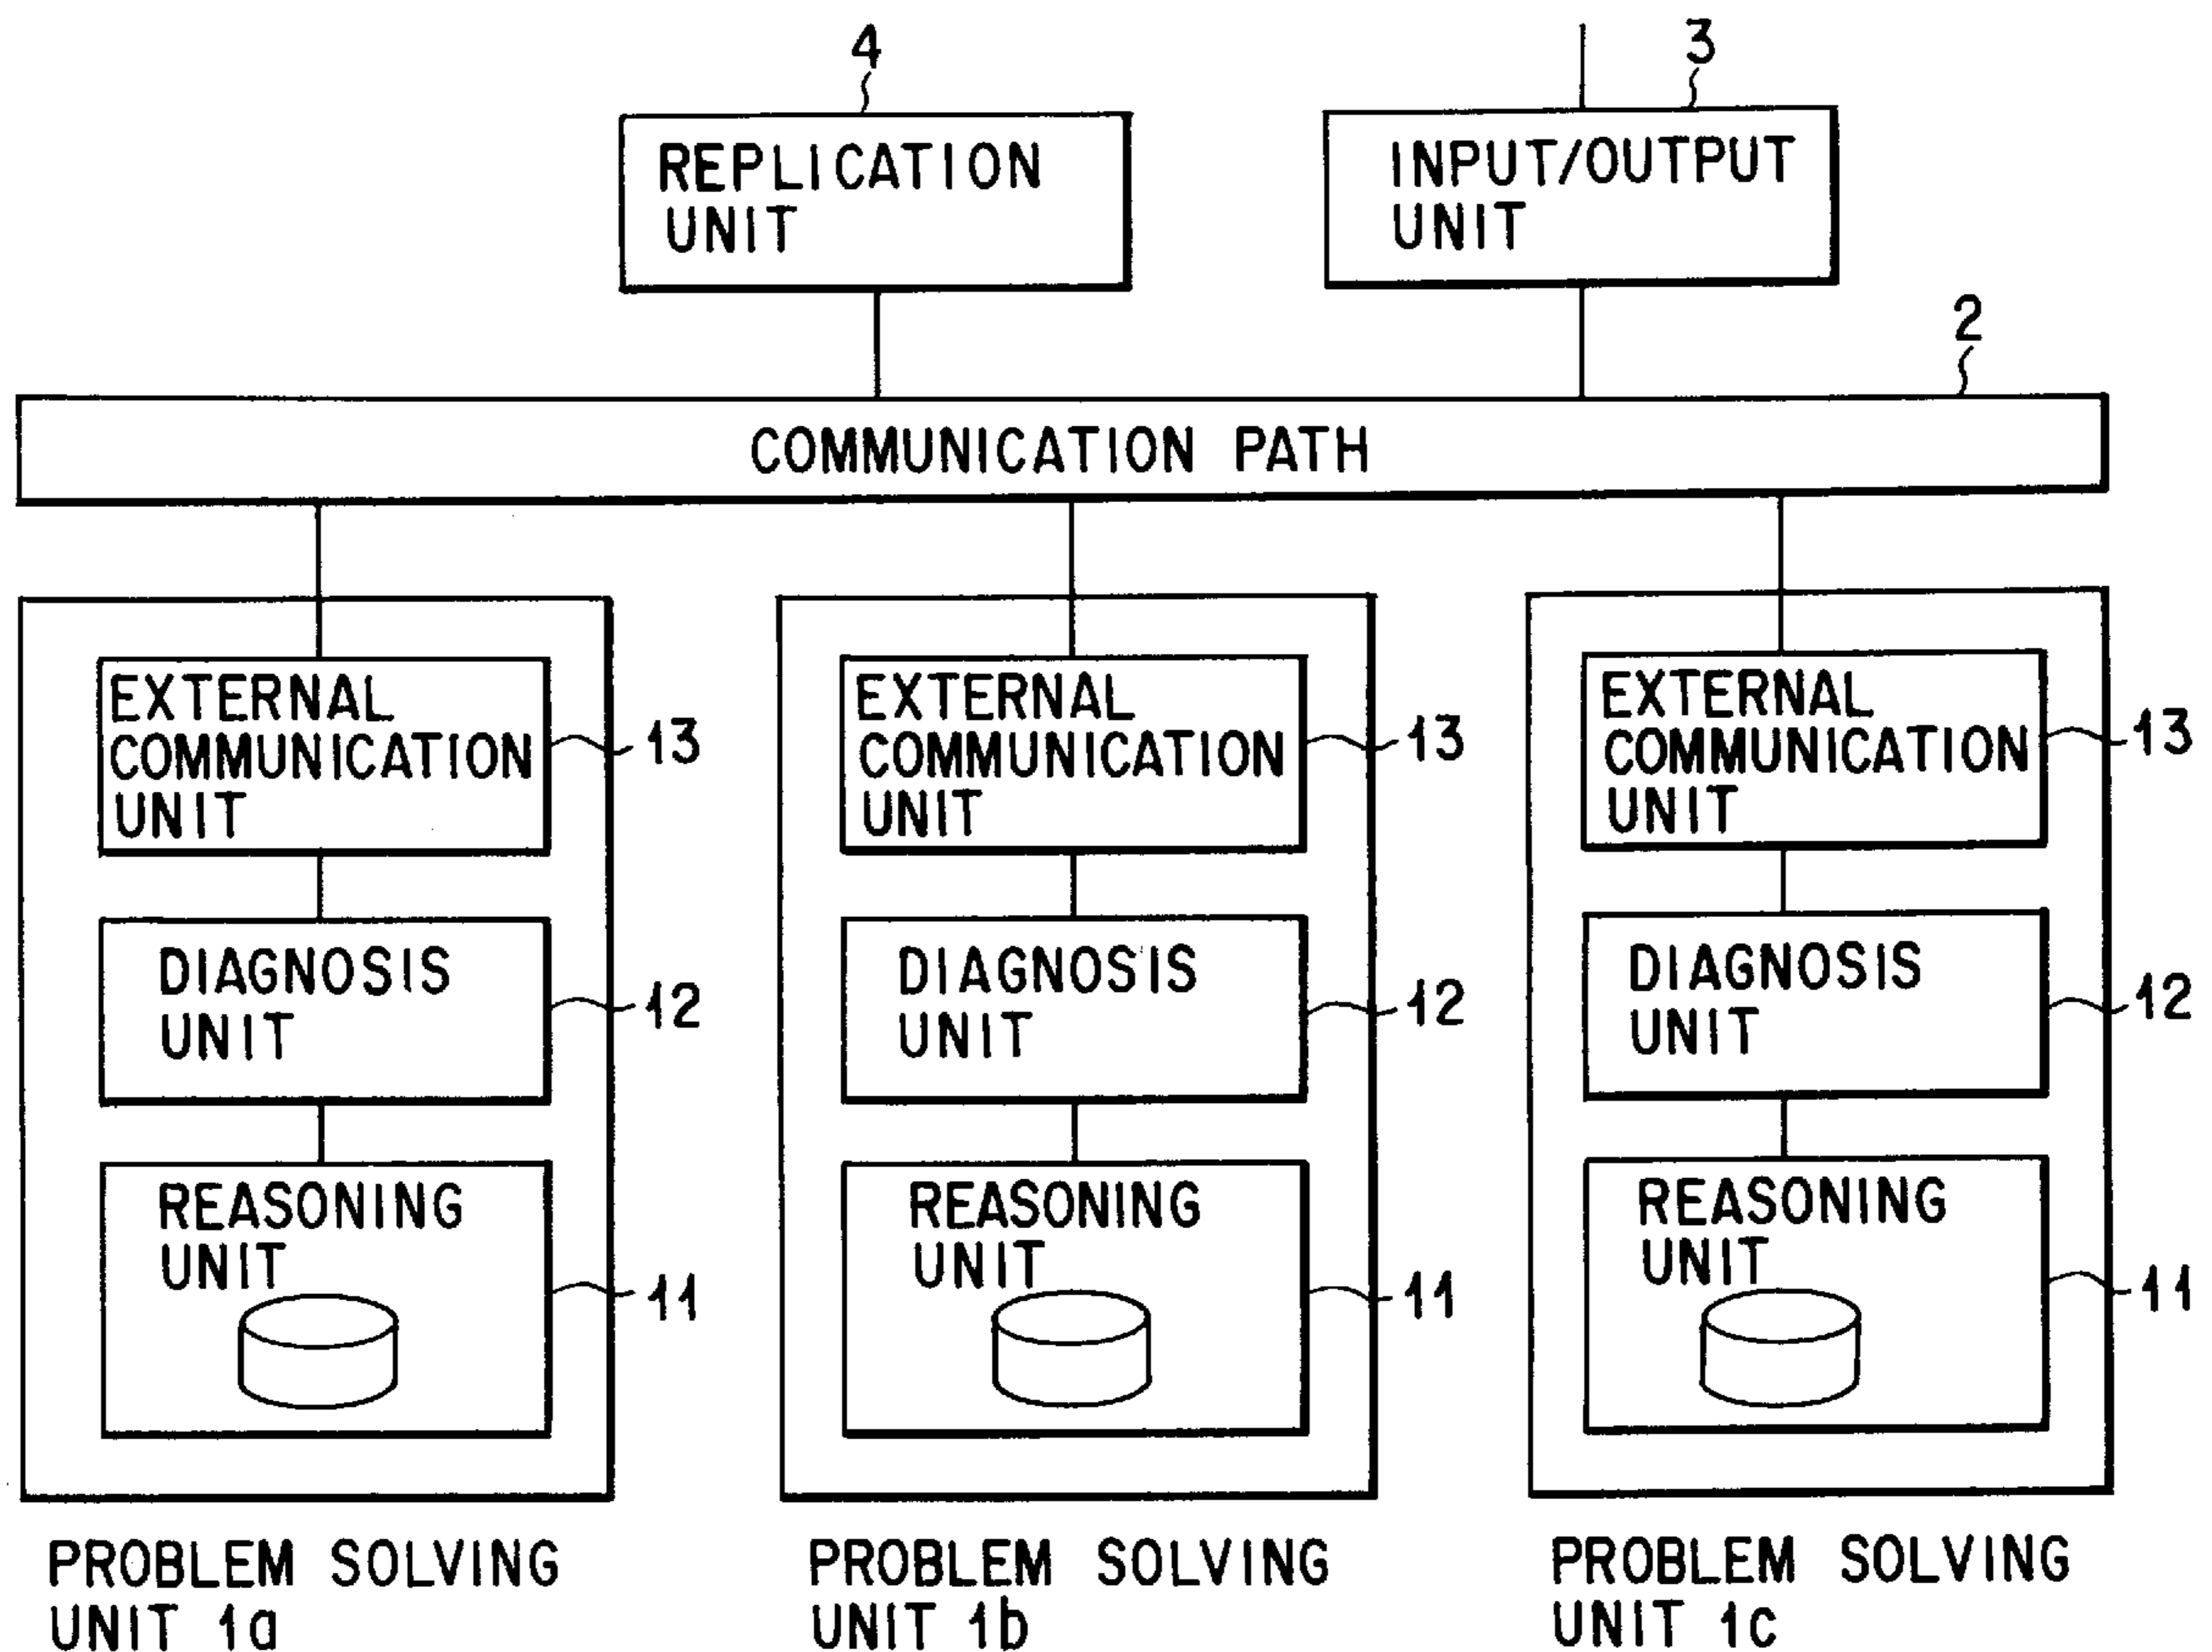 4
3
REPLICATION
UNIT
INPUT/OUTPUT
UNIT
2
COMMUNICATION PATH
EXTERNAL
COMMUNICATION
UNIT
13
DIAGNOSIS
UNIT
12
REASONING
UNIT
11
PROBLEM SOLVING
UNIT 1a
EXTERNAL
COMMUNICATION
UNIT
13
DIAGNOSIS
UNIT
12
REASONING
UNIT
11
PROBLEM SOLVING
UNIT 1b
EXTERNAL
COMMUNICATION
UNIT
13
DIAGNOSIS
UNIT
12
REASONING
UNIT
11
PROBLEM SOLVING
UNIT 1c